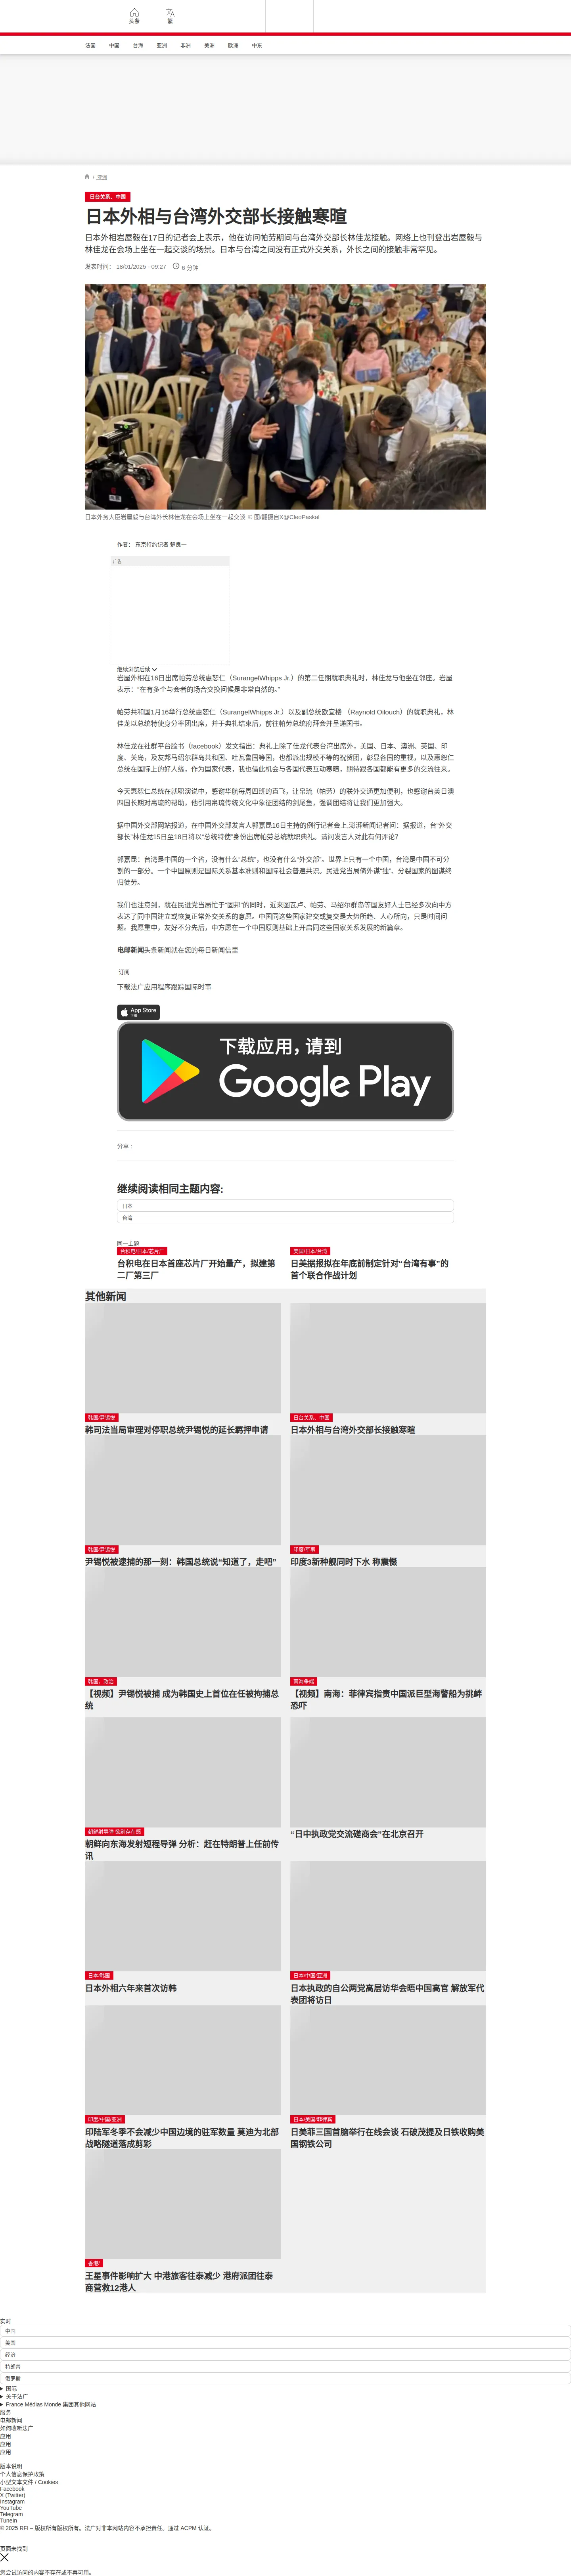 头条
繁
法国
中国
台海
亚洲
非洲
美洲
欧洲
中东
/ 亚洲
日台关系、中国
日本外相与台湾外交部长接触寒暄
日本外相岩屋毅在17日的记者会上表示，他在访问帕劳期间与台湾外交部长林佳龙接触。网络上也刊登出岩屋毅与
林佳龙在会场上坐在一起交谈的场景。日本与台湾之间没有正式外交关系，外长之间的接触非常罕见。
发表时间： 18/01/2025 - 09:27
6 分钟
日本外务大臣岩屋毅与台湾外长林佳龙在会场上坐在一起交谈 © 图/翻攝自X@CleoPaskal
作者： 东京特约记者 楚良一
广告
继续浏览后续
岩屋外相在16日出席帕劳总统惠恕仁（SurangelWhipps Jr.）的第二任期就职典礼时，林佳龙与他坐在邻座。岩屋
表示：“在有多个与会者的场合交换问候是非常自然的。”
帕劳共和国1月16举行总统惠恕仁（SurangelWhipps Jr.）以及副总统欧宜楼 （Raynold Oilouch）的就职典礼，林
佳龙以总统特使身分率团出席，并于典礼结束后，前往帕劳总统府拜会并呈递国书。
林佳龙在社群平台脸书（facebook）发文指出：典礼上除了佳龙代表台湾出席外，美国、日本、澳洲、英国、印
度、关岛，及友邦马绍尔群岛共和国、吐瓦鲁国等国，也都派出规模不等的祝贺团，彰显各国的重视，以及惠恕仁
总统在国际上的好人缘，作为国家代表，我也借此机会与各国代表互动寒暄，期待跟各国都能有更多的交流往来。
今天惠恕仁总统在就职演说中，感谢华航每周四班的直飞，让帛琉（帕劳）的联外交通更加便利，也感谢台美日澳
四国长期对帛琉的帮助，他引用帛琉传统文化中象征团结的剑尾鱼，强调团结将让我们更加强大。
据中国外交部网站报道，在中国外交部发言人郭嘉昆16日主持的例行记者会上,澎湃新闻记者问：据报道，台“外交
部长”林佳龙15日至18日将以“总统特使”身份出席帕劳总统就职典礼。请问发言人对此有何评论？
郭嘉昆：台湾是中国的一个省，没有什么“总统”，也没有什么“外交部”。世界上只有一个中国，台湾是中国不可分
割的一部分。一个中国原则是国际关系基本准则和国际社会普遍共识。民进党当局倚外谋“独”、分裂国家的图谋终
归徒劳。
我们也注意到，就在民进党当局忙于“固邦”的同时，近来图瓦卢、帕劳、马绍尔群岛等国友好人士已经多次向中方
表达了同中国建立或恢复正常外交关系的意愿。中国同这些国家建交或复交是大势所趋、人心所向，只是时间问
题。我愿重申，友好不分先后，中方愿在一个中国原则基础上开启同这些国家关系发展的新篇章。
电邮新闻头条新闻就在您的每日新闻信里
订阅
下载法广应用程序跟踪国际时事
App Store
下载
下载应用，请到
Google Play
分享 :
继续阅读相同主题内容:
日本
台湾
同一主题
台积电/日本/芯片厂
台积电在日本首座芯片厂开始量产，拟建第
二厂第三厂
美国/日本/台湾
日美据报拟在年底前制定针对“台湾有事”的
首个联合作战计划
其他新闻
韩国/尹锡悦
韩司法当局审理对停职总统尹锡悦的延长羁押申请
日台关系、中国
日本外相与台湾外交部长接触寒暄
韩国/尹锡悦
尹锡悦被逮捕的那一刻：韩国总统说“知道了，走吧”
印度/军事
印度3新种舰同时下水 称震慑
韩国，政治
【视频】尹锡悦被捕 成为韩国史上首位在任被拘捕总
统
南海争端
【视频】南海：菲律宾指责中国派巨型海警船为挑衅
恐吓
朝鲜射导弹 掀刷存在感
朝鲜向东海发射短程导弹 分析：赶在特朗普上任前传
讯
“日中执政党交流磋商会”在北京召开
日本/韩国
日本外相六年来首次访韩
日本/中国/亚洲
日本执政的自公两党高层访华会晤中国高官 解放军代
表团将访日
印度/中国/亚洲
印陆军冬季不会减少中国边境的驻军数量 莫迪为北部
战略隧道落成剪彩
日本/美国/菲律宾
日美菲三国首脑举行在线会谈 石破茂提及日铁收购美
国钢铁公司
香港/
王星事件影响扩大 中港旅客往泰减少 港府派团往泰
商营救12港人
实时
中国
美国
经济
特朗普
俄罗斯
国际
关于法广
France Médias Monde 集团其他网站
服务
电邮新闻
如何收听法广
应用
应用
应用
版本说明
个人信息保护政策
小型文本文件 / Cookies
Facebook
X (Twitter)
Instagram
YouTube
Telegram
TuneIn
© 2025 RFI – 版权所有版权所有。法广对非本网站内容不承担责任。通过 ACPM 认证。
页面未找到
您尝试访问的内容不存在或不再可用。